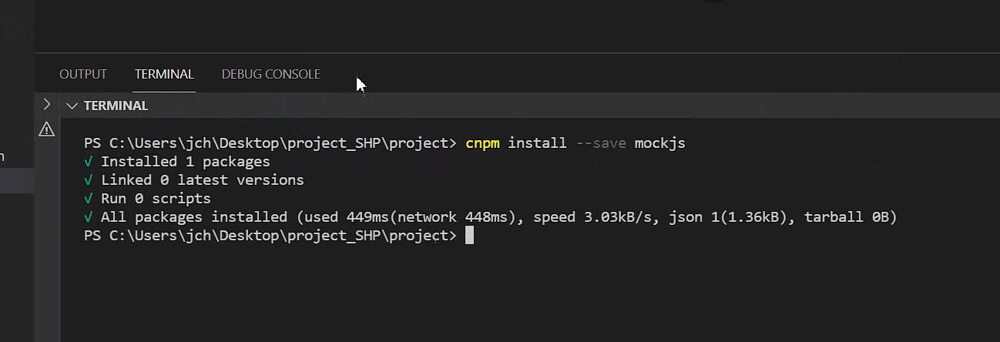 OUTPUT TERMINAL DEBUG CONSOLE
TERMINAL
PS C:\Users\jch\Desktop\project_SHP\project> cnpm install --save mockjs
√ Installed 1 packages
√ Linked 0 latest versions
√ Run 0 scripts
√ All packages installed (used 449ms(network 448ms), speed 3.03kB/s, json 1(1.36kB), tarball 0B)
PS C:\Users\jch\Desktop\project_SHP\project>